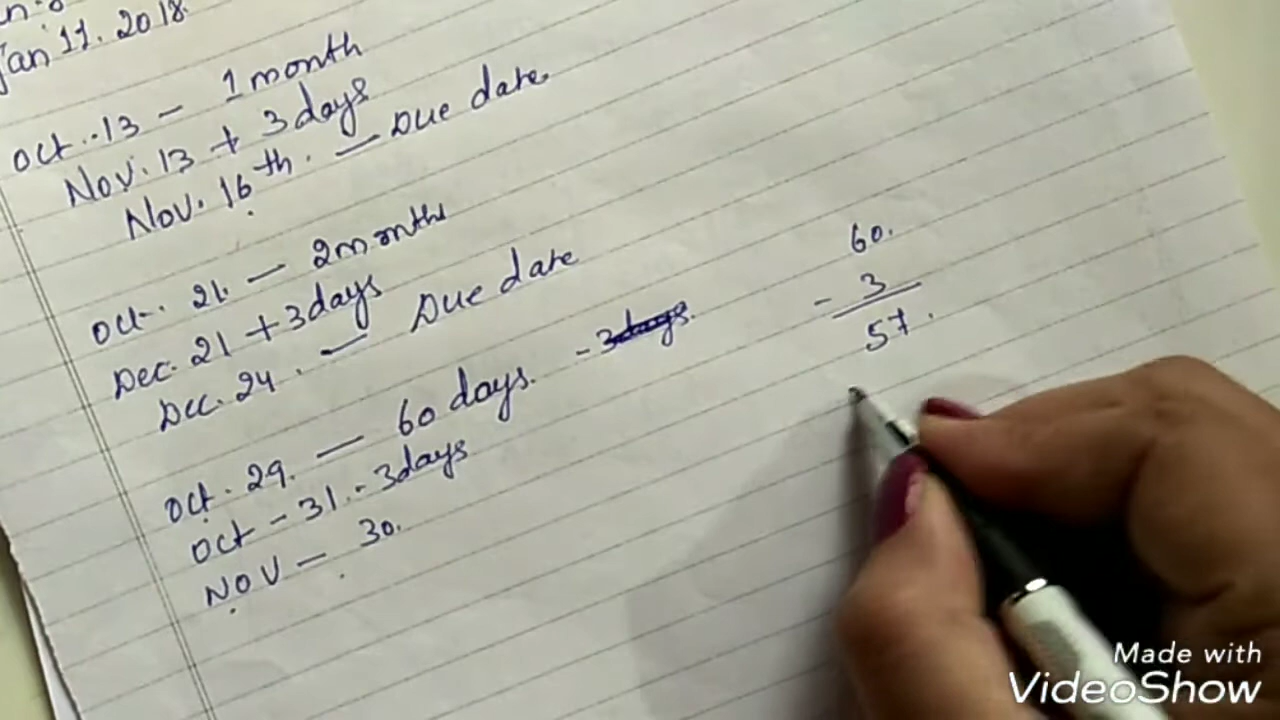 Jan 11. 2018.
Oct. 13 — 1 month
Nov. 13 + 3 days
Nov. 16th. — Due date.
Oct. 21. — 2 months
Dec. 21 + 3 days
Dec. 24. — Due date
Oct. 29. — 60 days. - 3 days.
Oct - 31. - 3 days
Nov — 30.
60.
- 3
57.
Made with
VideoShow